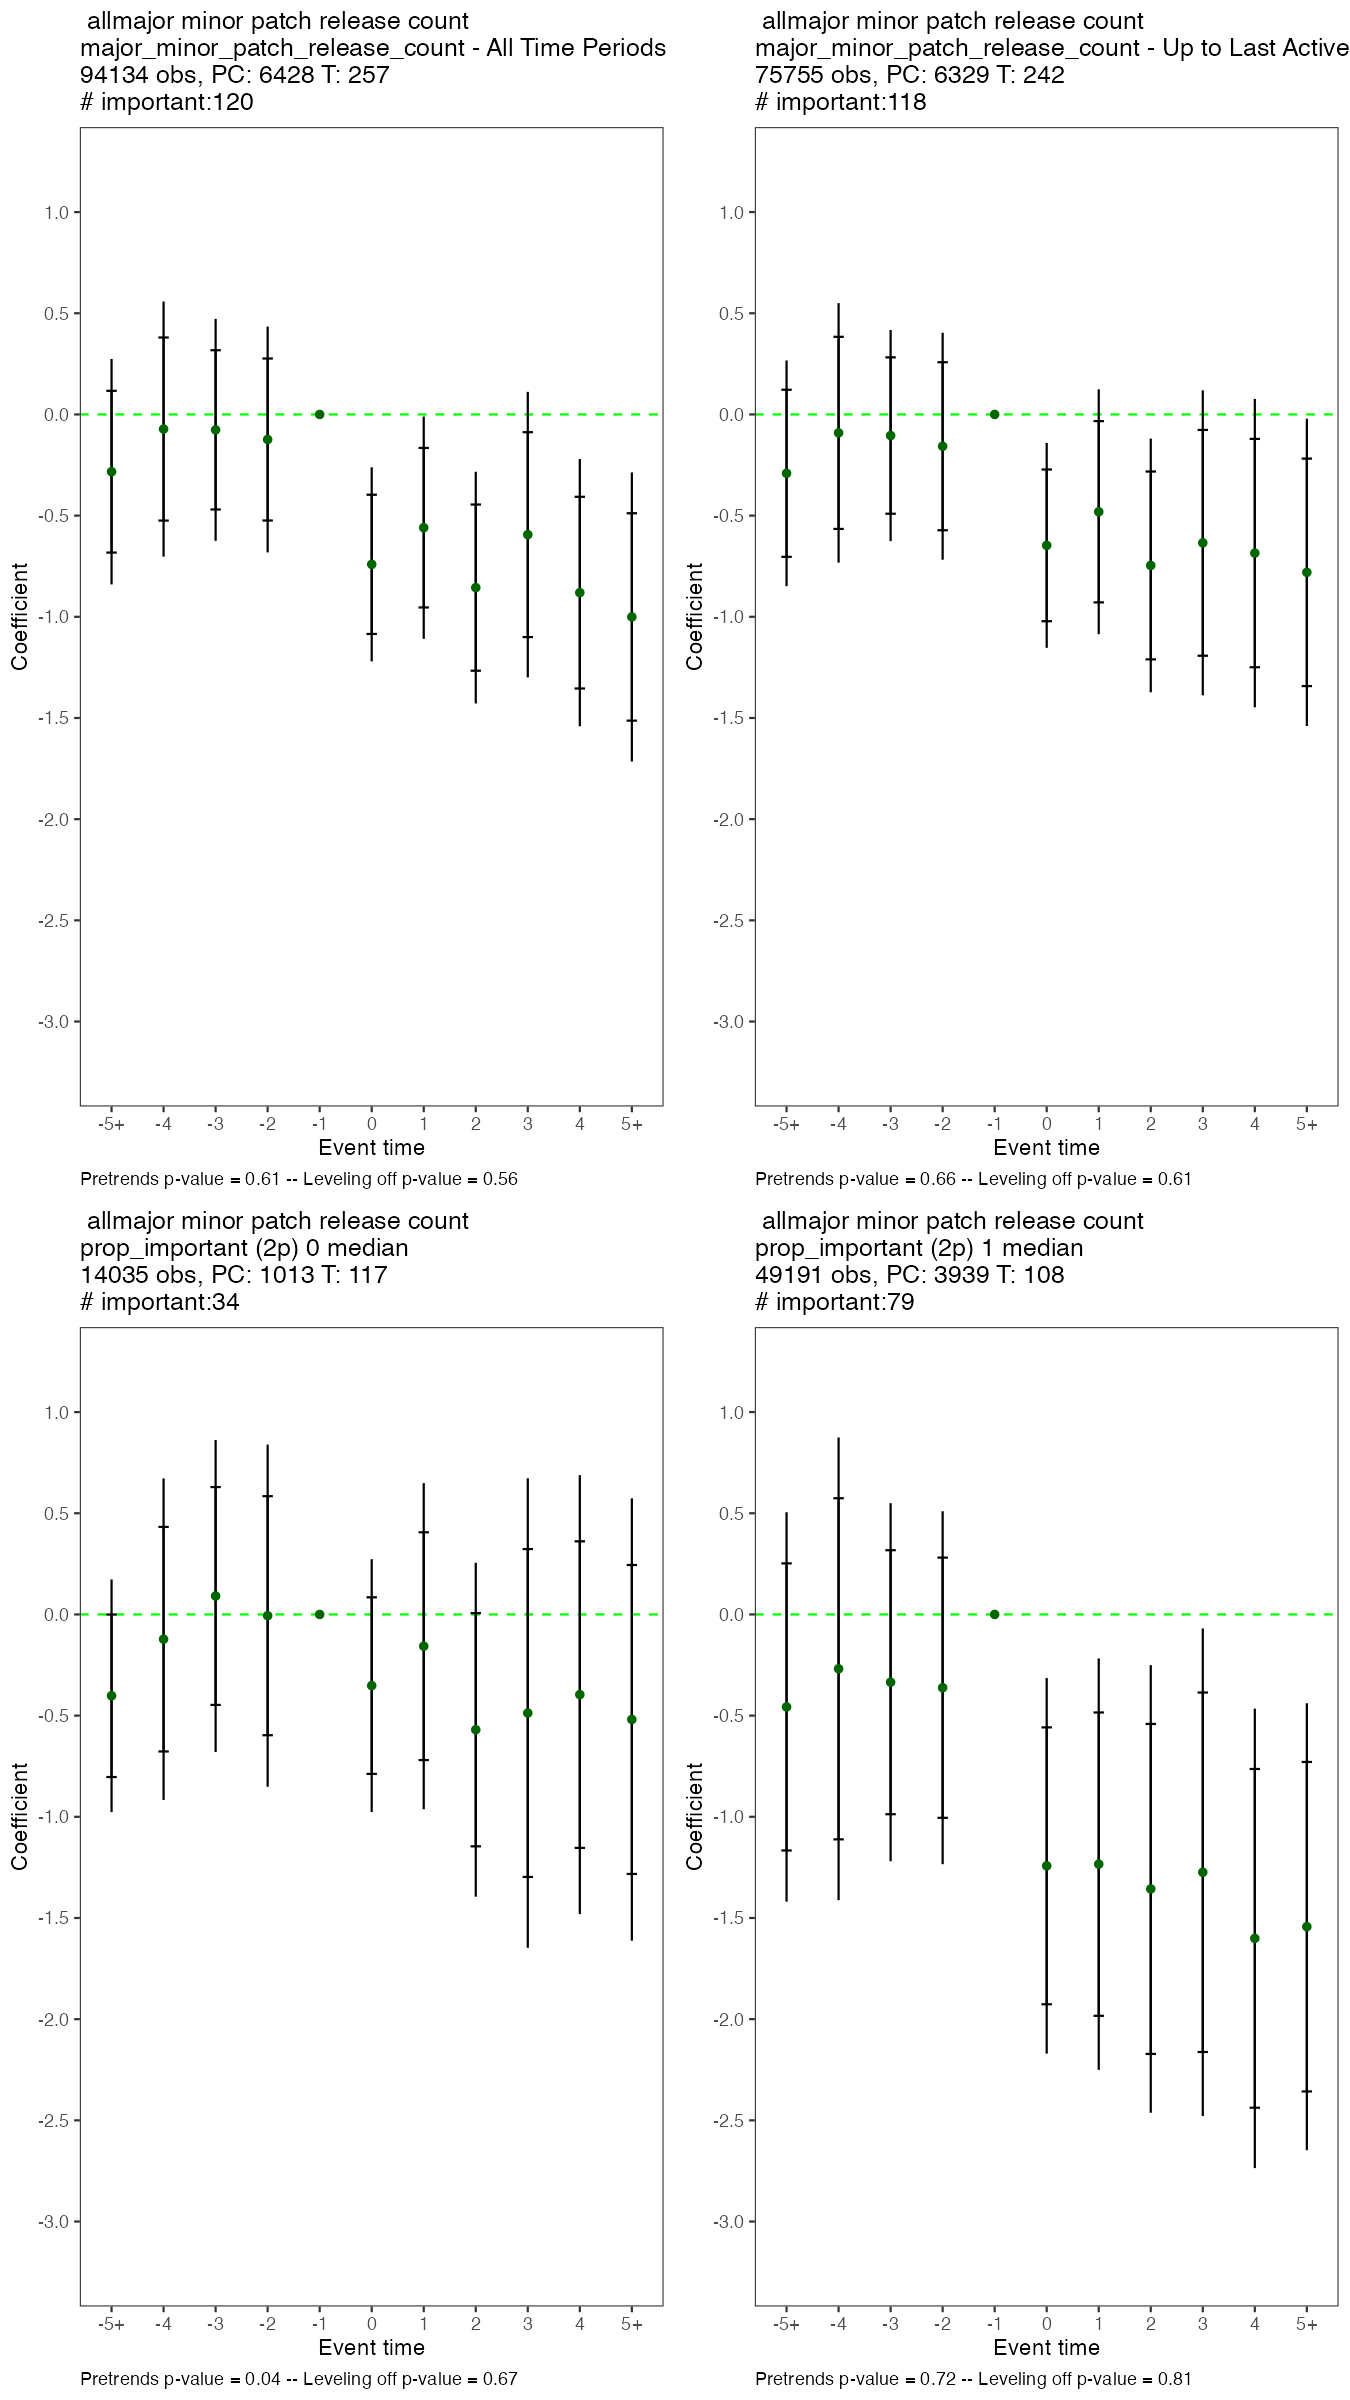 allmajor minor patch release count
major_minor_patch_release_count - All Time Periods
94134 obs, PC: 6428 T: 257
# important:120
1.0
0.5
0.0
-0.5
-1.0
-1.5
-2.0
-2.5
-3.0
Coefficient
-5+ -4 -3 -2 -1 0 1 2 3 4 5+
Event time
Pretrends p-value = 0.61 -- Leveling off p-value = 0.56
allmajor minor patch release count
major_minor_patch_release_count - Up to Last Active
75755 obs, PC: 6329 T: 242
# important:118
1.0
0.5
0.0
-0.5
-1.0
-1.5
-2.0
-2.5
-3.0
Coefficient
-5+ -4 -3 -2 -1 0 1 2 3 4 5+
Event time
Pretrends p-value = 0.66 -- Leveling off p-value = 0.61
allmajor minor patch release count
prop_important (2p) 0 median
14035 obs, PC: 1013 T: 117
# important:34
1.0
0.5
0.0
-0.5
-1.0
-1.5
-2.0
-2.5
-3.0
Coefficient
-5+ -4 -3 -2 -1 0 1 2 3 4 5+
Event time
Pretrends p-value = 0.04 -- Leveling off p-value = 0.67
allmajor minor patch release count
prop_important (2p) 1 median
49191 obs, PC: 3939 T: 108
# important:79
1.0
0.5
0.0
-0.5
-1.0
-1.5
-2.0
-2.5
-3.0
Coefficient
-5+ -4 -3 -2 -1 0 1 2 3 4 5+
Event time
Pretrends p-value = 0.72 -- Leveling off p-value = 0.81